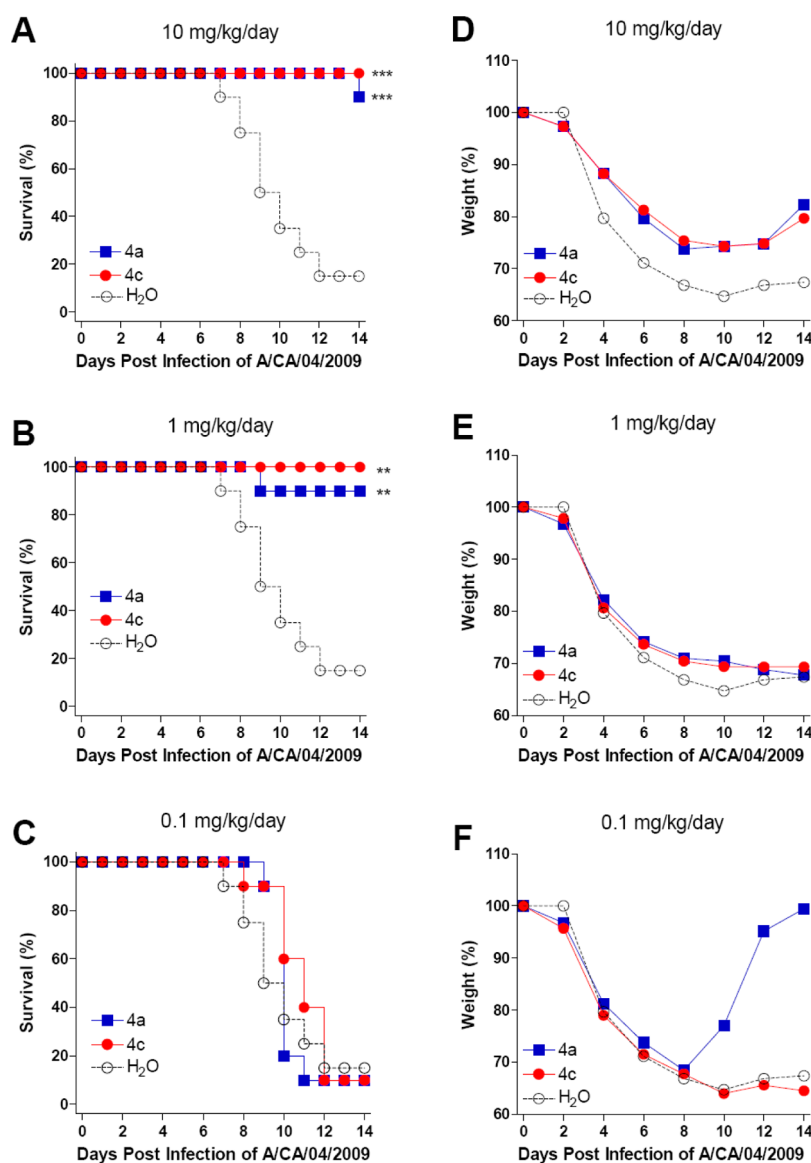 A
10 mg/kg/day
Survival (%)
100
80
60
40
20
0
***
***
4a
4c
H₂O
0 2 4 6 8 10 12 14
Days Post Infection of A/CA/04/2009
D
10 mg/kg/day
Weight (%)
110
100
90
80
70
60
4a
4c
H₂O
0 2 4 6 8 10 12 14
Days Post Infection of A/CA/04/2009
B
1 mg/kg/day
Survival (%)
100
80
60
40
20
0
**
**
4a
4c
H₂O
0 2 4 6 8 10 12 14
Days Post Infection of A/CA/04/2009
E
1 mg/kg/day
Weight (%)
110
100
90
80
70
60
4a
4c
H₂O
0 2 4 6 8 10 12 14
Days Post Infection of A/CA/04/2009
C
0.1 mg/kg/day
Survival (%)
100
80
60
40
20
0
4a
4c
H₂O
0 2 4 6 8 10 12 14
Days Post Infection of A/CA/04/2009
F
0.1 mg/kg/day
Weight (%)
110
100
90
80
70
60
4a
4c
H₂O
0 2 4 6 8 10 12 14
Days Post Infection of A/CA/04/2009